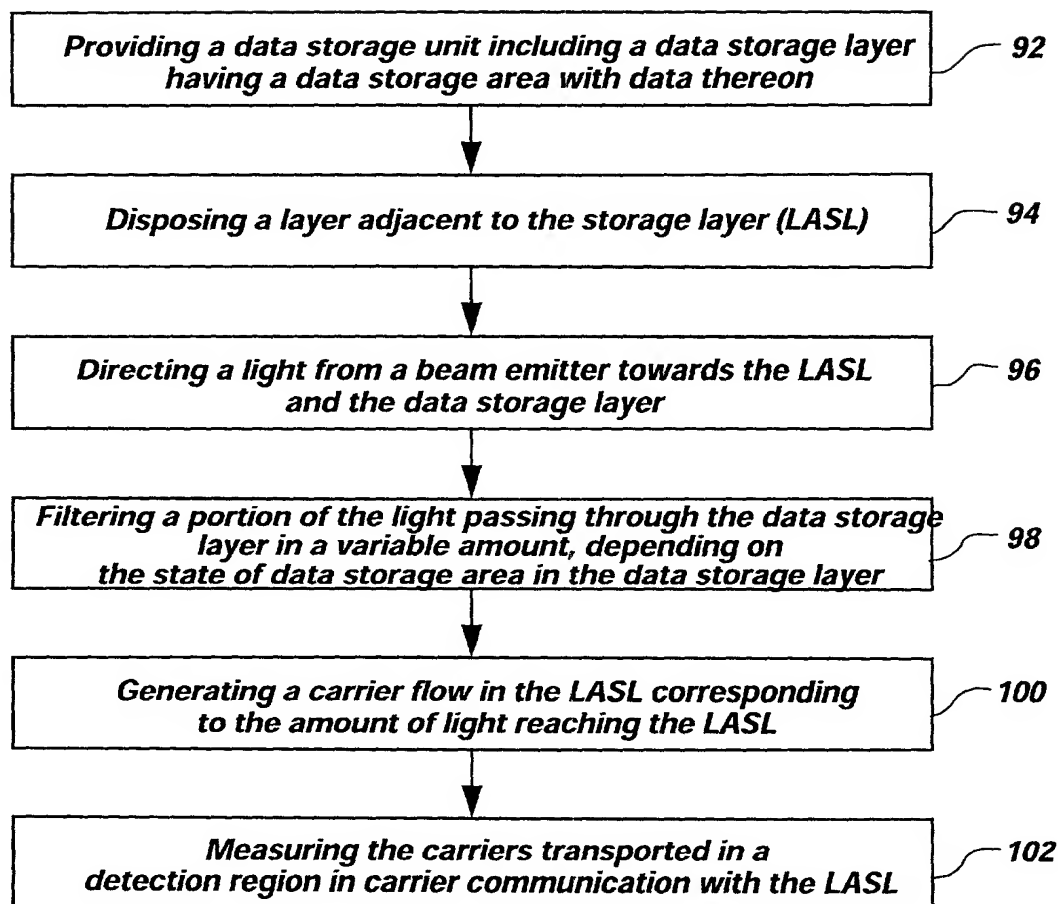 Providing a data storage unit including a data storage layer
having a data storage area with data thereon
92
Disposing a layer adjacent to the storage layer (LASL)
94
Directing a light from a beam emitter towards the LASL
and the data storage layer
96
Filtering a portion of the light passing through the data storage
layer in a variable amount, depending on
the state of data storage area in the data storage layer
98
Generating a carrier flow in the LASL corresponding
to the amount of light reaching the LASL
100
Measuring the carriers transported in a
detection region in carrier communication with the LASL
102